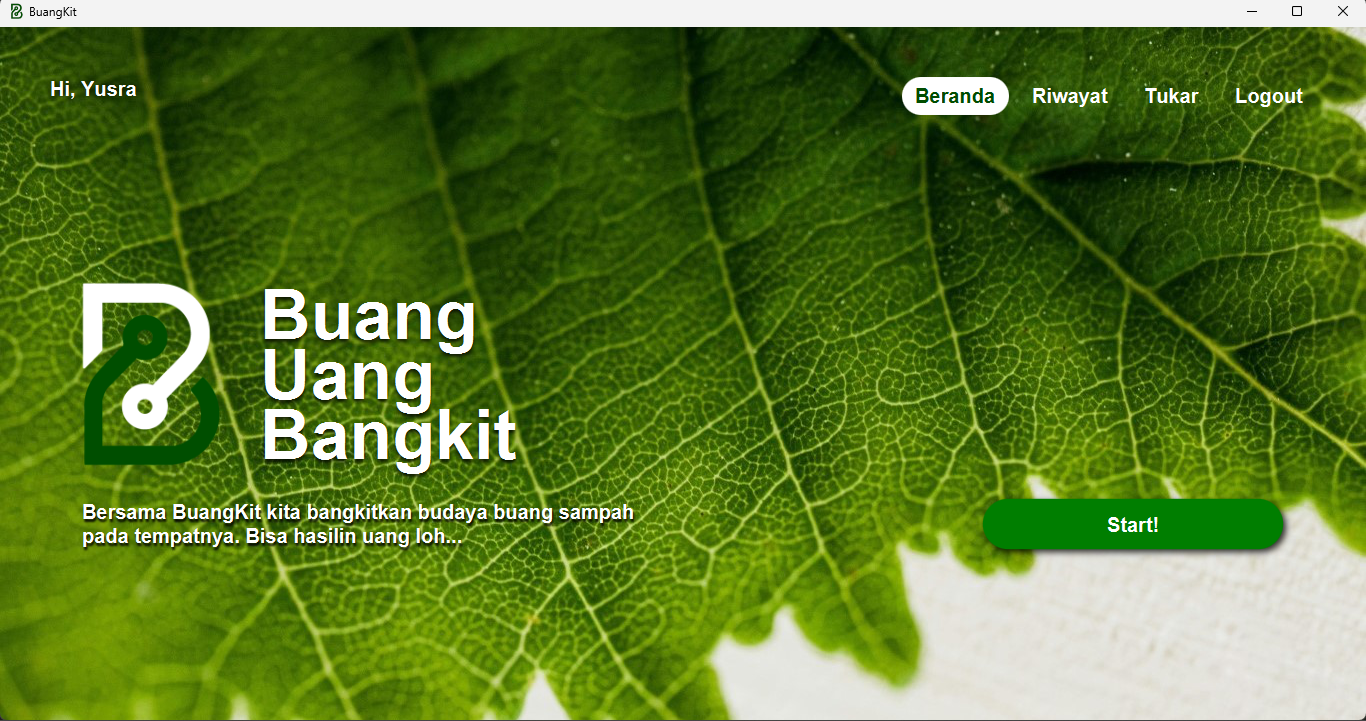 BuangKit
Hi, Yusra
Beranda Riwayat Tukar Logout
Buang
Uang
Bangkit
Bersama BuangKit kita bangkitkan budaya buang sampah
pada tempatnya. Bisa hasilin uang loh...
Start!